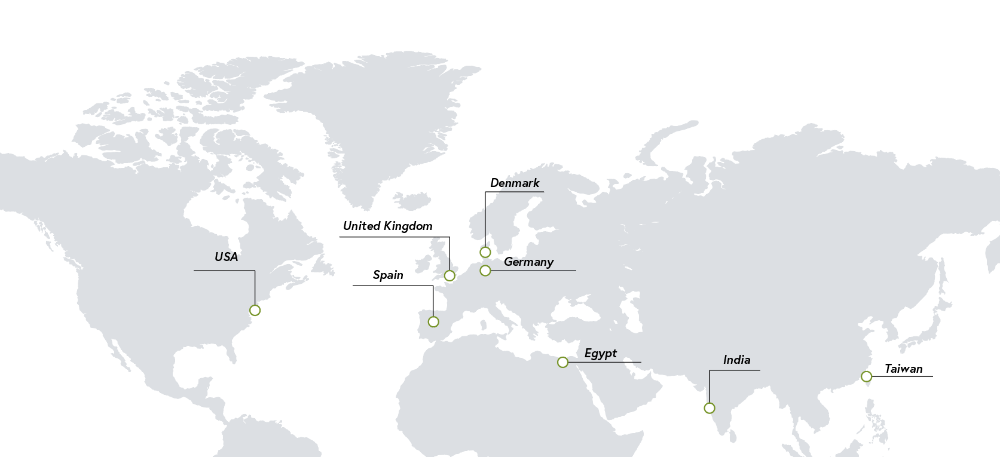 Denmark
United Kingdom
USA
Germany
Spain
Egypt
India
Taiwan